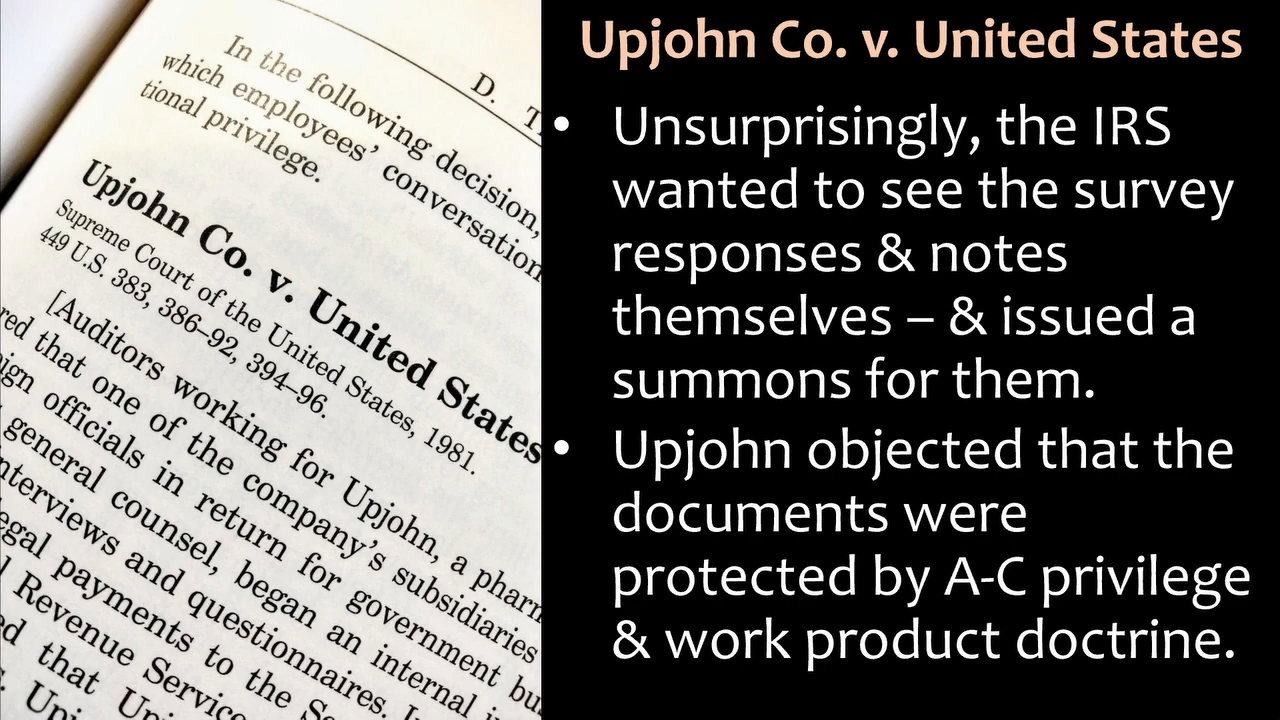 In the following decision,
D.
which employees' conversation
tional privilege.
Upjohn Co. v. United States
Supreme Court of the United States, 1981.
449 U.S. 383, 386–92, 394–96.
[Auditors working for Upjohn, a pharm
red that one of the company's subsidiaries
ign officials in return for government bu
general counsel, began an internal i
nterviews and questionnaires.
egal payments to the
Revenue Service
ed that
Upjohn Co. v. United States
• Unsurprisingly, the IRS
wanted to see the survey
responses & notes
themselves – & issued a
summons for them.
• Upjohn objected that the
documents were
protected by A-C privilege
& work product doctrine.